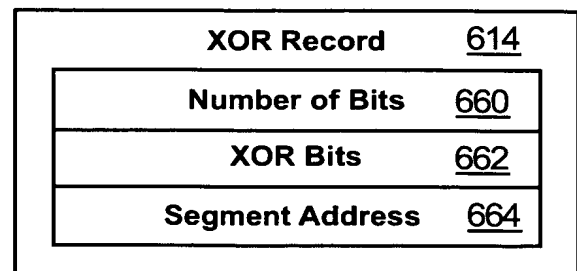 XOR Record 614
Number of Bits 660
XOR Bits 662
Segment Address 664